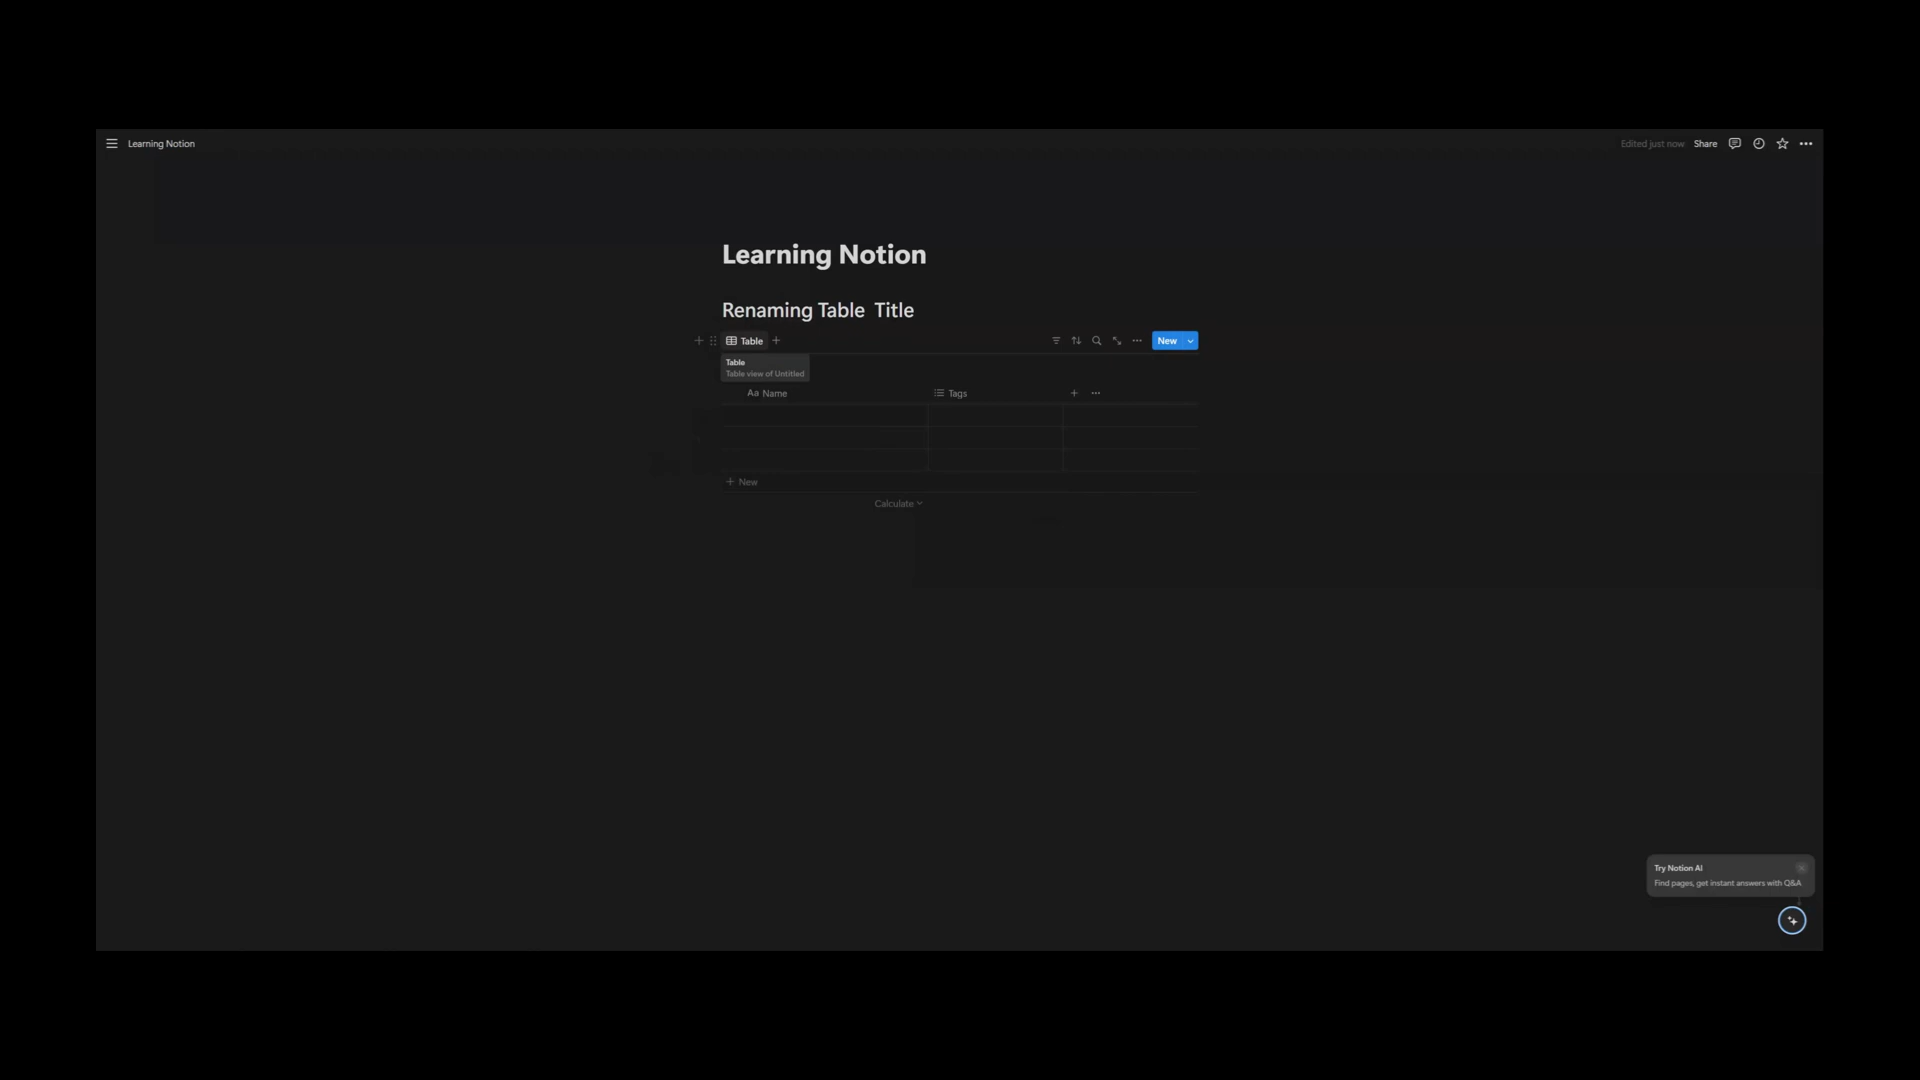 Learning Notion
Edited just now Share
Learning Notion
Renaming Table Title
Table
New
Table
Table view of Untitled
Aa Name Tags
New
Calculate
Try Notion AI
Find pages, get instant answers with Q&A